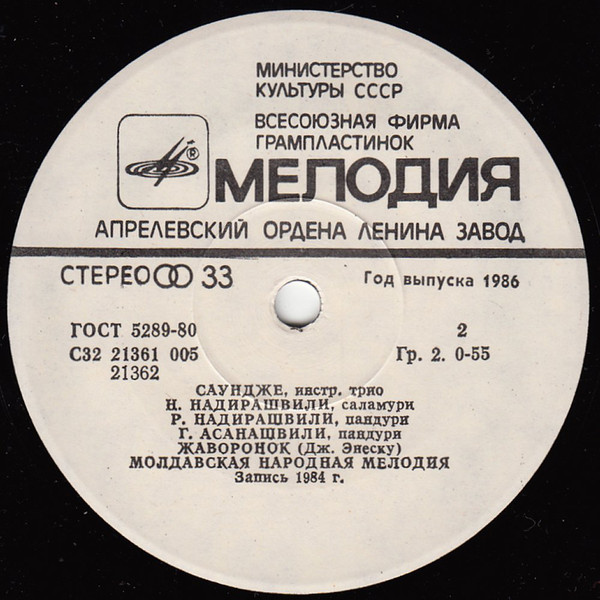 МИНИСТЕРСТВО
КУЛЬТУРЫ СССР
ВСЕСОЮЗНАЯ ФИРМА
ГРАМПЛАСТИНОК
®
МЕЛОДИЯ
АПРЕЛЕВСКИЙ ОРДЕНА ЛЕНИНА ЗАВОД
СТЕРЕО 33
Год выпуска 1986
ГОСТ 5289-80
2
С32 21361 005
Гр. 2. 0-55
21362
САУНДЖЕ, инстр. трио
Н. НАДИРАШВИЛИ, саламури
Р. НАДИРАШВИЛИ, пандури
Г. АСАНАШВИЛИ, пандури
ЖАВОРОНОК (Дж. Энеску)
МОЛДАВСКАЯ НАРОДНАЯ МЕЛОДИЯ
Запись 1984 г.